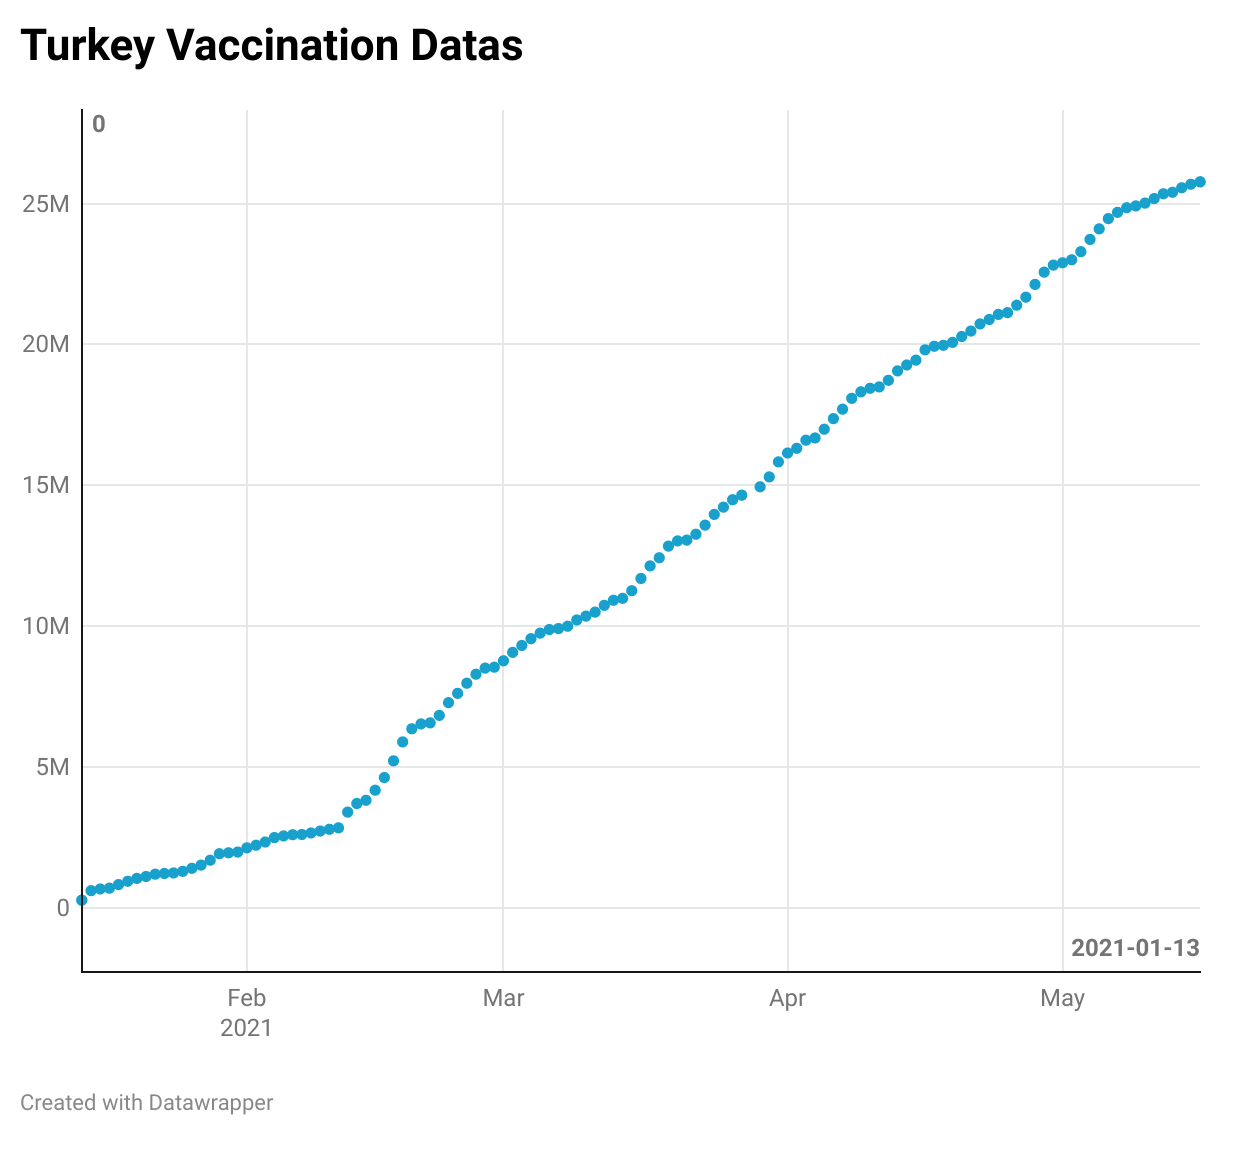 Turkey Vaccination Datas
0
25M
20M
15M
10M
5M
0
2021-01-13
Feb Mar Apr May
2021
Created with Datawrapper